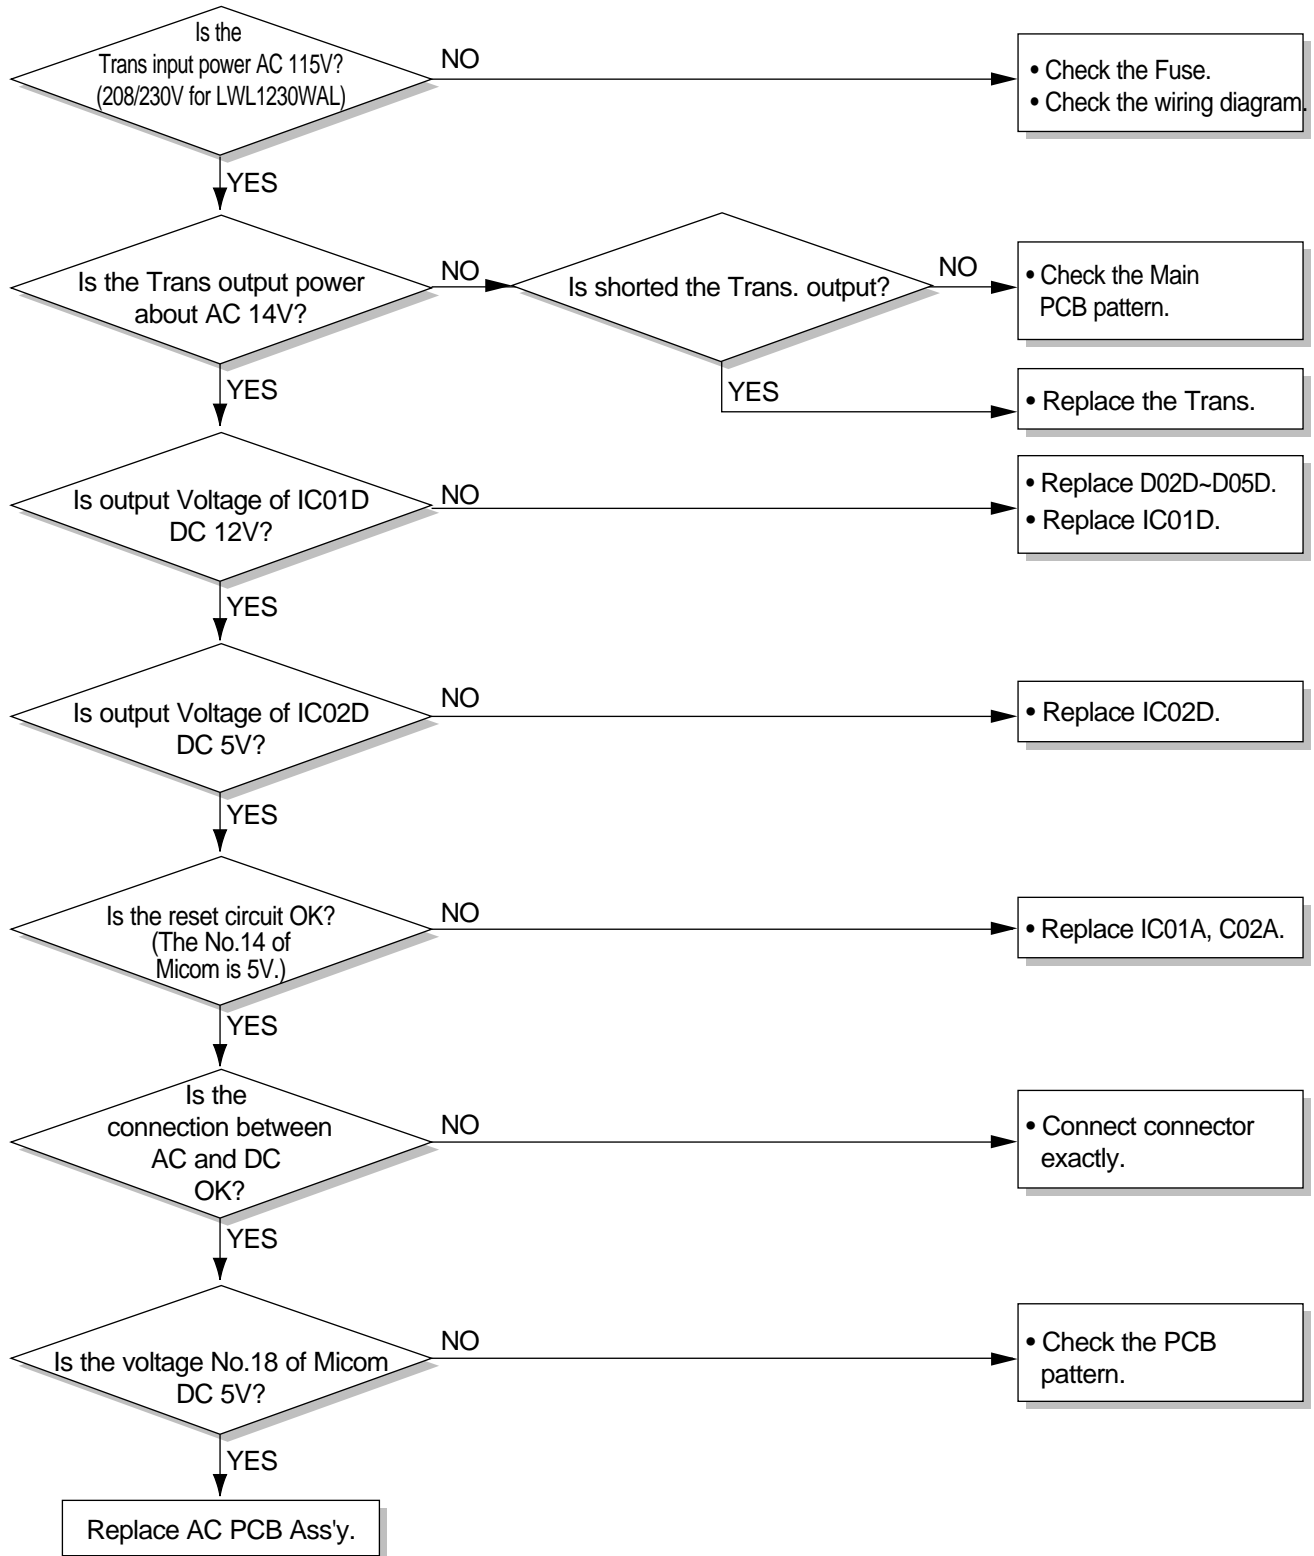 Is the
Trans input power AC 115V?
(208/230V for LWL1230WAL)
NO
• Check the Fuse.
• Check the wiring diagram.
YES
Is the Trans output power
about AC 14V?
NO
Is shorted the Trans. output?
NO
• Check the Main
PCB pattern.
YES
YES
• Replace the Trans.
Is output Voltage of IC01D
DC 12V?
NO
• Replace D02D~D05D.
• Replace IC01D.
YES
Is output Voltage of IC02D
DC 5V?
NO
• Replace IC02D.
YES
Is the reset circuit OK?
(The No.14 of
Micom is 5V.)
NO
• Replace IC01A, C02A.
YES
Is the
connection between
AC and DC
OK?
NO
• Connect connector
exactly.
YES
Is the voltage No.18 of Micom
DC 5V?
NO
• Check the PCB
pattern.
YES
Replace AC PCB Ass'y.